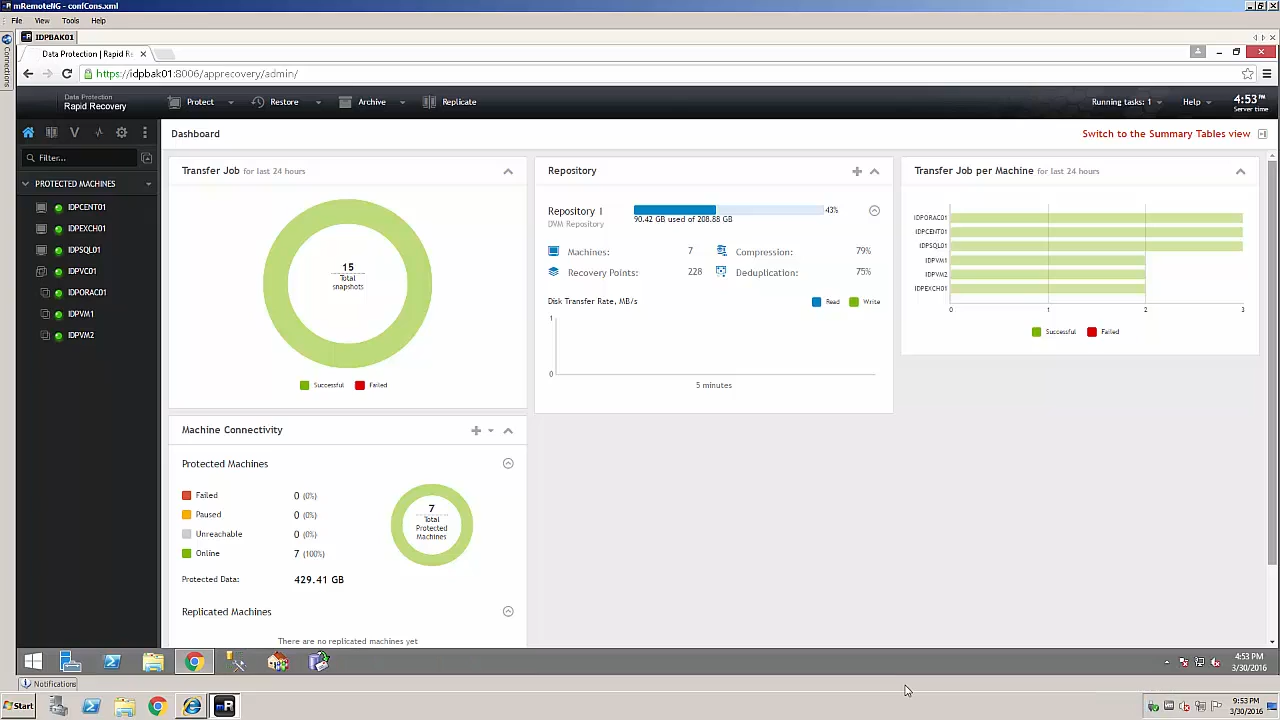 mRemoteNG - confCons.xml
File View Tools Help
IDPBAK01
Connections
Data Protection | Rapid R
https://idpbak01:8006/apprecovery/admin/
Data Protection
Rapid Recovery
Protect Restore Archive Replicate
Running tasks: 1 Help
4:53 PM
Server time
Filter...
Dashboard
Switch to the Summary Tables view
PROTECTED MACHINES
IDPCENT01
IDPEXCH01
IDPSQL01
IDPVC01
IDPORAC01
IDPVM1
IDPVM2
Transfer Job for last 24 hours
15
Total
snapshots
Successful Failed
Repository
Repository 1
DVM Repository
43%
90.42 GB used of 208.88 GB
Machines: 7 Compression: 79%
Recovery Points: 228 Deduplication: 75%
Disk Transfer Rate, MB/s Read Write
1
0
5 minutes
Transfer Job per Machine for last 24 hours
IDPORAC01
IDPCENT01
IDPSQL01
IDPVM1
IDPVM2
IDPEXCH01
0 1 2 3
Successful Failed
Machine Connectivity
Protected Machines
Failed 0 (0%)
Paused 0 (0%)
Unreachable 0 (0%)
Online 7 (100%)
7
Total
Protected
Machines
Protected Data: 429.41 GB
Replicated Machines
There are no replicated machines yet
4:53 PM
3/30/2016
Notifications
Start
mR
9:53 PM
3/30/2016